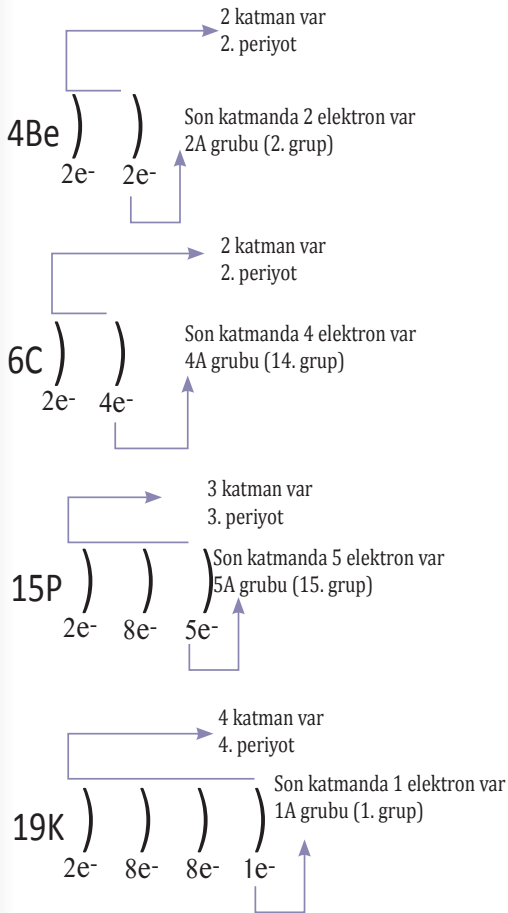 2 katman var
2. periyot
4Be ) )
Son katmanda 2 elektron var
2A grubu (2. grup)
2e- 2e-
2 katman var
2. periyot
6C ) )
Son katmanda 4 elektron var
4A grubu (14. grup)
2e- 4e-
3 katman var
3. periyot
15P ) ) )
Son katmanda 5 elektron var
5A grubu (15. grup)
2e- 8e- 5e-
4 katman var
4. periyot
19K ) ) ) )
Son katmanda 1 elektron var
1A grubu (1. grup)
2e- 8e- 8e- 1e-